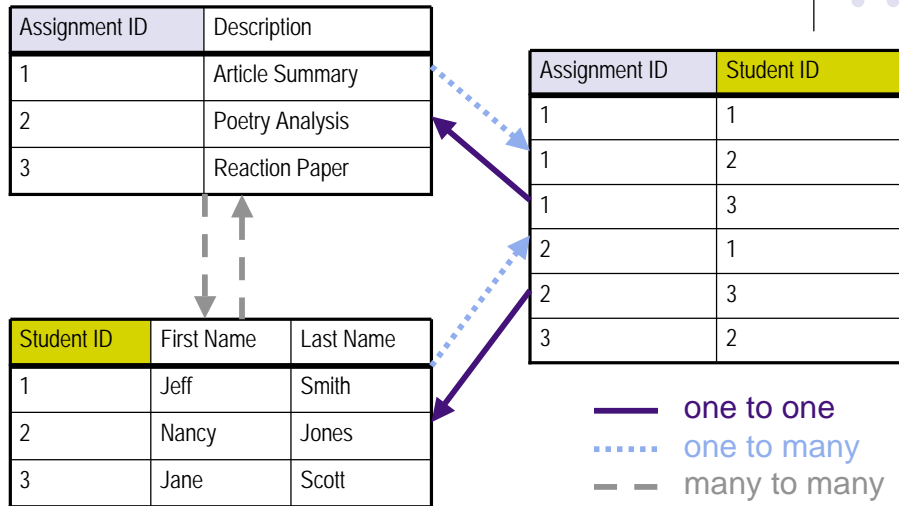 Assignment ID Description
1 Article Summary
2 Poetry Analysis
3 Reaction Paper
Assignment ID Student ID
1 1
1 2
1 3
2 1
2 3
3 2
Student ID First Name Last Name
1 Jeff Smith
2 Nancy Jones
3 Jane Scott
one to one
one to many
many to many